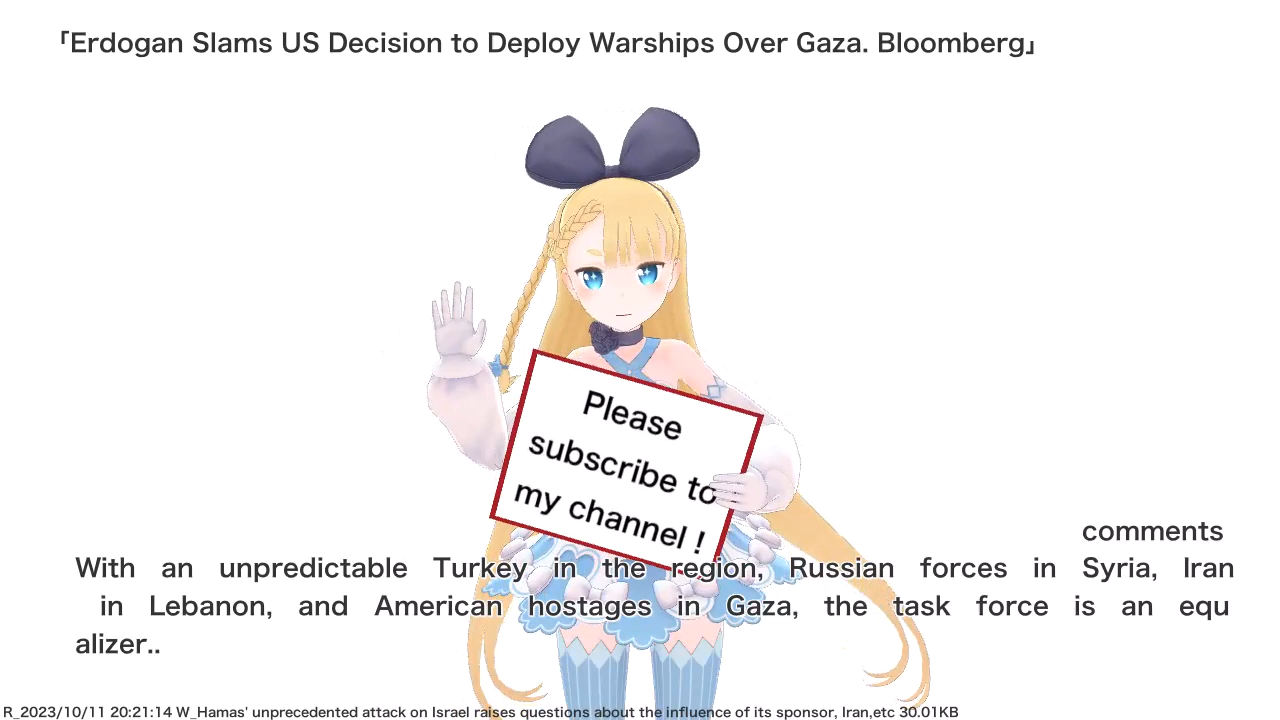 「Erdogan Slams US Decision to Deploy Warships Over Gaza. Bloomberg」
Please
subscribe to
my channel !
comments
With an unpredictable Turkey in the region, Russian forces in Syria, Iran
in Lebanon, and American hostages in Gaza, the task force is an equ
alizer..
R_2023/10/11 20:21:14 W_Hamas' unprecedented attack on Israel raises questions about the influence of its sponsor, Iran,etc 30.01KB